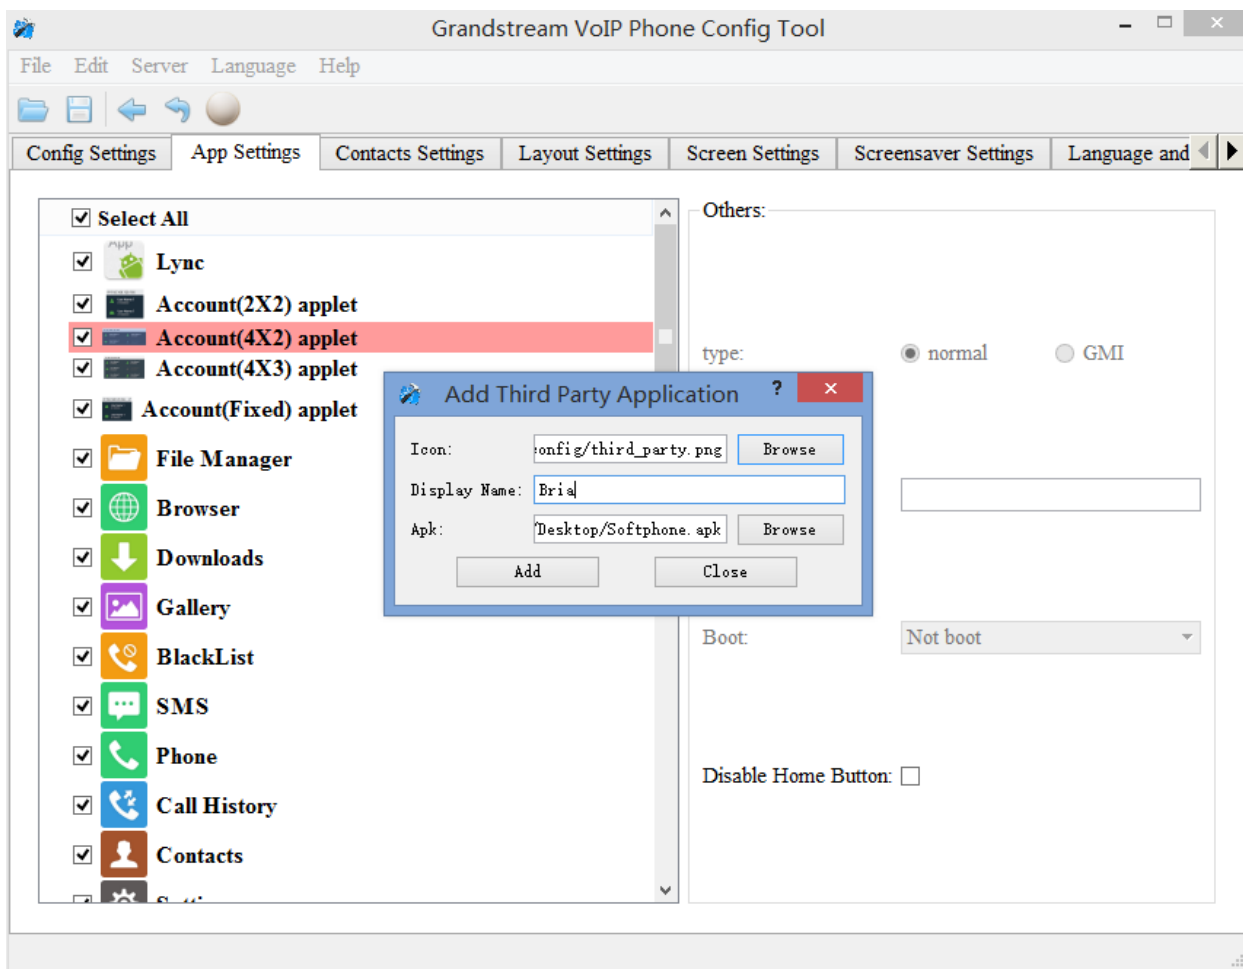 Grandstream VoIP Phone Config Tool
File Edit Server Language Help
Config Settings App Settings Contacts Settings Layout Settings Screen Settings Screensaver Settings Language and
Select All
App
Lync
Account(2X2) applet
Account(4X2) applet
Account(4X3) applet
Account(Fixed) applet
File Manager
Browser
Downloads
Gallery
BlackList
SMS
Phone
Call History
Contacts
Others:
type: normal GMI
Boot: Not boot
Disable Home Button:
Add Third Party Application ?
Icon: onfig/third_party.png Browse
Display Name: Bria
Apk: /Desktop/Softphone.apk Browse
Add Close